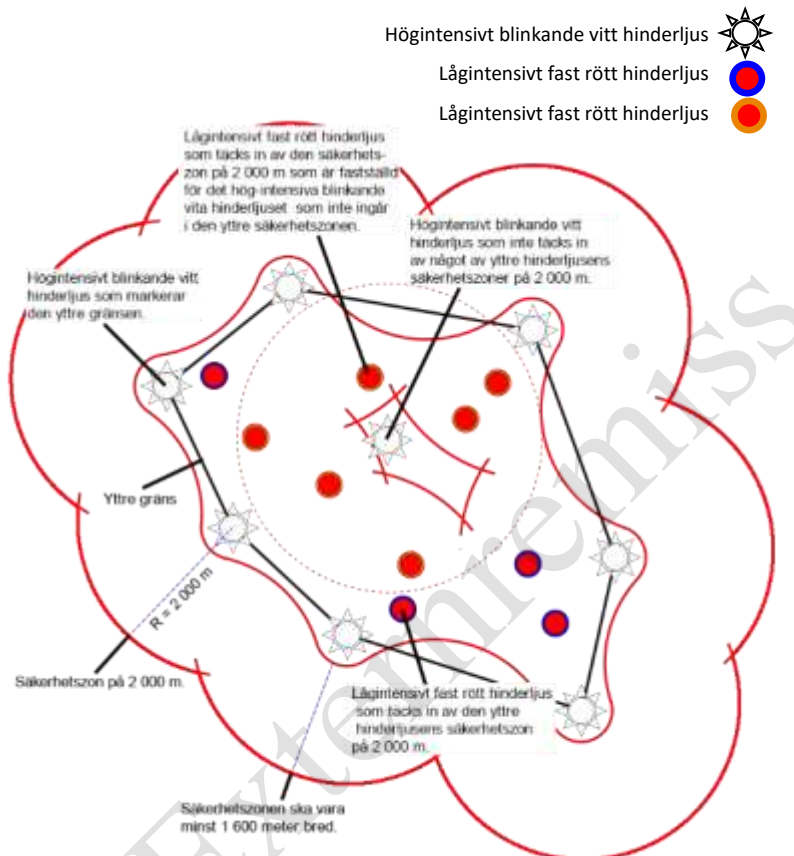 Högintensivt blinkande vitt hinderljus
Lågintensivt fast rött hinderljus
Lågintensivt fast rött hinderljus
Lågintensivt fast rött hinderljus
som täcks in av den säkerhets-
zon på 2 000 m som är fastställd
för det hög-intensiva blinkande
vita hinderljuset som inte ingår
i den yttre säkerhetszonen.
Högintensivt blinkande vitt
hinderljus som inte täcks in
av något av yttre hinderljusens
säkerhetszoner på 2 000 m.
Högintensivt blinkande vitt
hinderljus som markerar
den yttre gränsen.
Yttre gräns
R = 2 000 m
Säkerhetszon på 2 000 m.
Lågintensivt fast rött hinderljus
som täcks in av den yttre
hinderljusens säkerhetszon
på 2 000 m.
Säkerhetszonen ska vara
minst 1 600 meter bred.
Externremiss